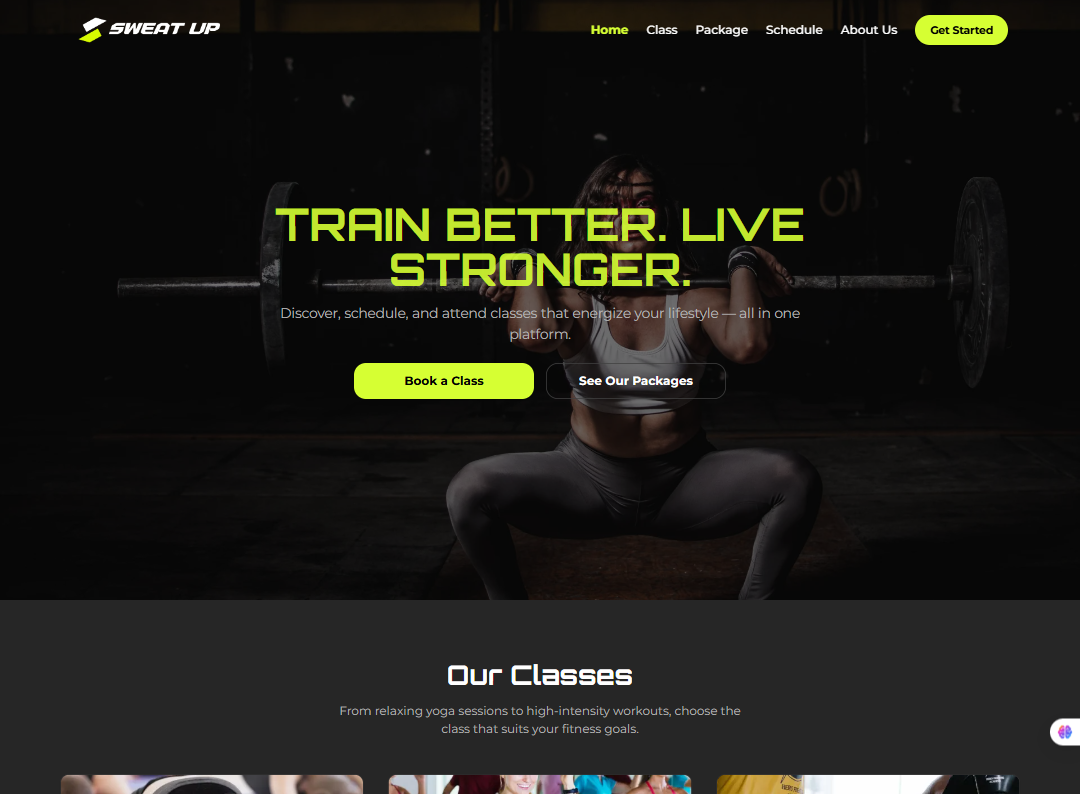 SWEAT UP
Home Class Package Schedule About Us Get Started
TRAIN BETTER. LIVE
STRONGER.
Discover, schedule, and attend classes that energize your lifestyle — all in one
platform.
Book a Class See Our Packages
Our Classes
From relaxing yoga sessions to high-intensity workouts, choose the
class that suits your fitness goals.